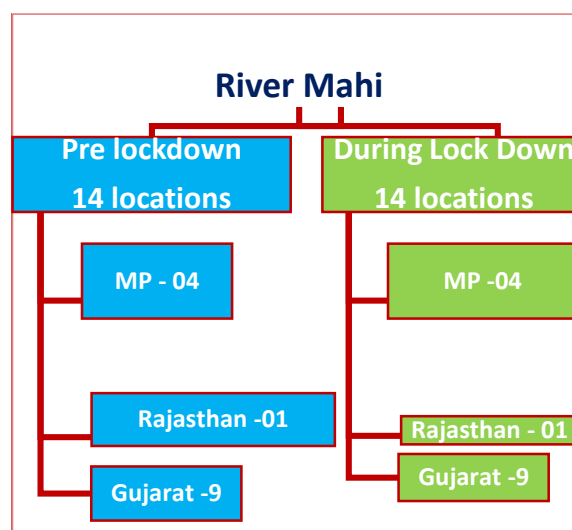 River Mahi
Pre lockdown
14 locations
MP - 04
Rajasthan -01
Gujarat -9
During Lock Down
14 locations
MP -04
Rajasthan - 01
Gujarat -9